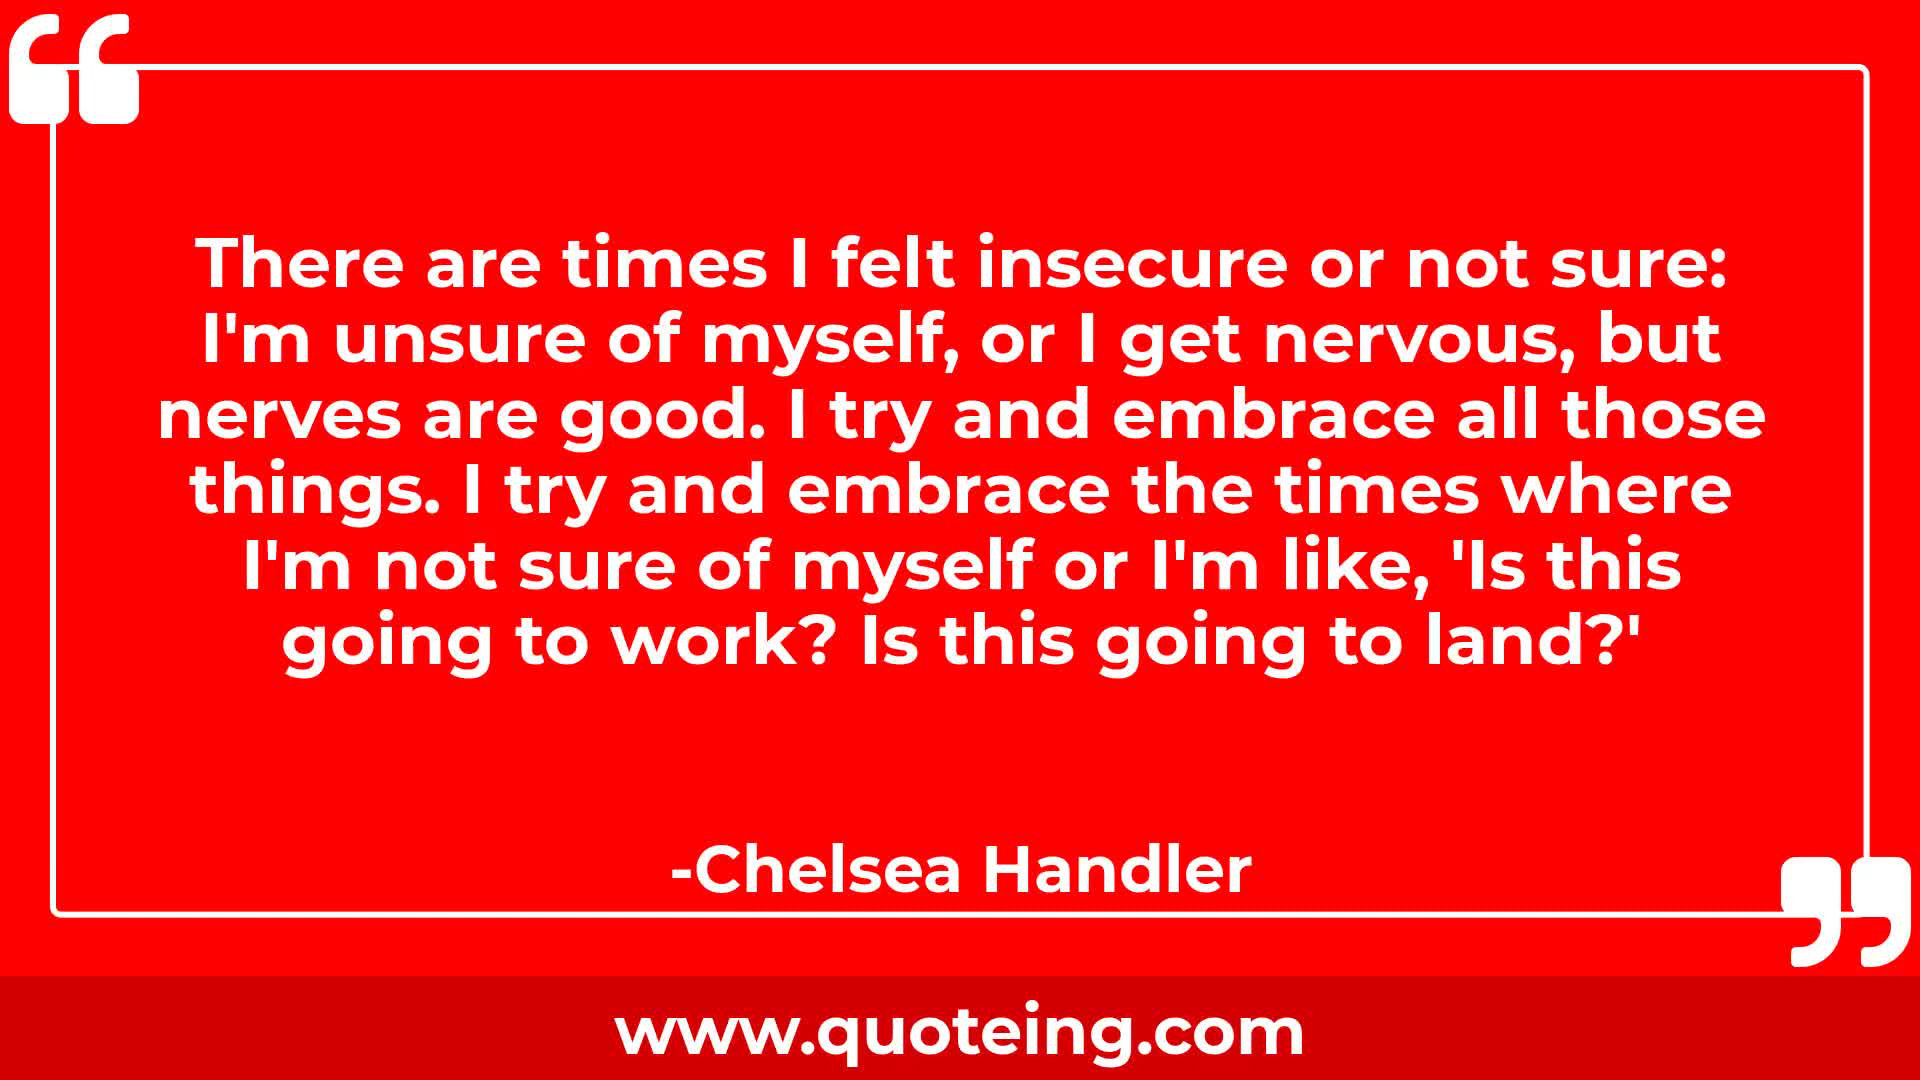 There are times I felt insecure or not sure:
I'm unsure of myself, or I get nervous, but
nerves are good. I try and embrace all those
things. I try and embrace the times where
I'm not sure of myself or I'm like, 'Is this
going to work? Is this going to land?'
-Chelsea Handler
www.quoteing.com